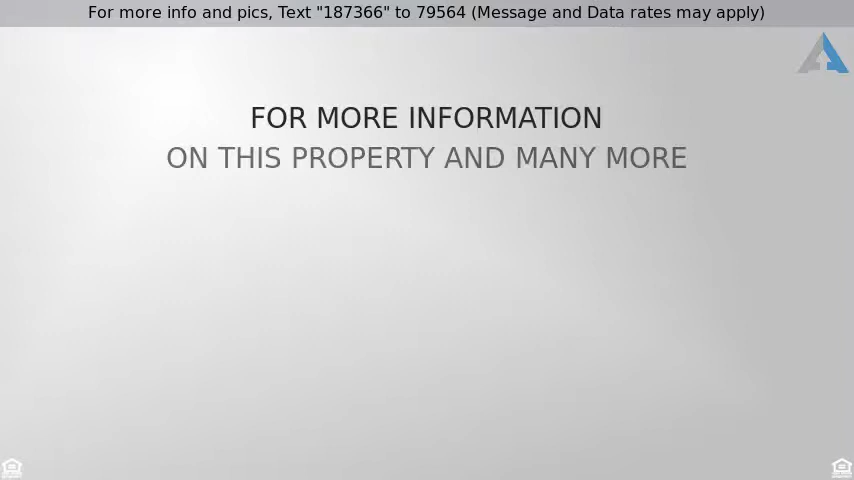 For more info and pics, Text "187366" to 79564 (Message and Data rates may apply)
FOR MORE INFORMATION
ON THIS PROPERTY AND MANY MORE